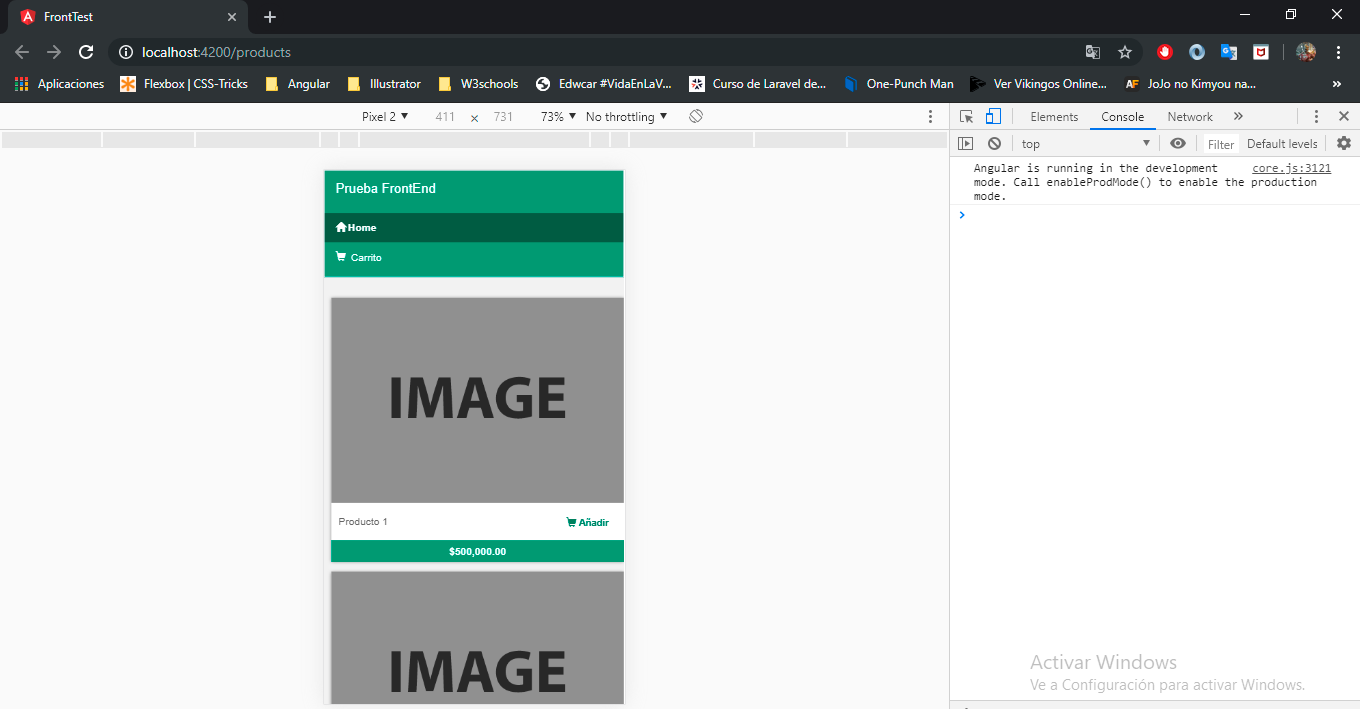 FrontTest
localhost:4200/products
Aplicaciones
Flexbox | CSS-Tricks
Angular
Illustrator
W3schools
Edwcar #VidaEnLaV...
Curso de Laravel de...
One-Punch Man
Ver Vikingos Online...
AF JoJo no Kimyou na...
»
Pixel 2 ▼ 411 × 731 73% ▼ No throttling ▼
Elements Console Network »
top ▼ Filter Default levels
Angular is running in the development core.js:3121
mode. Call enableProdMode() to enable the production
mode.
Prueba FrontEnd
Home
Carrito
IMAGE
Producto 1 Añadir
$500,000.00
IMAGE
Activar Windows
Ve a Configuración para activar Windows.